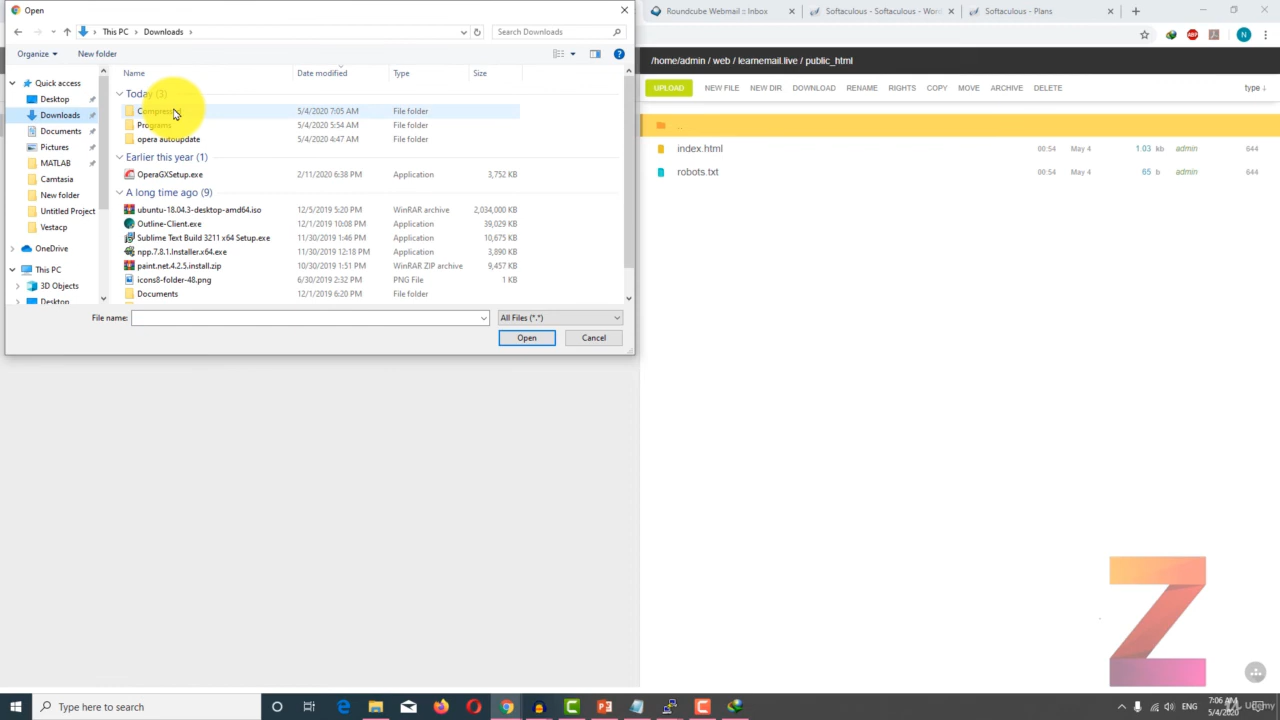 Open
Roundcube Webmail :: Inbox
Softaculous - Softaculous - Wor
Softaculous - Plans
This PC
Downloads
Search Downloads
ABP
N
Organize
New folder
/home/admin / web / learnemail.live / public_html
UPLOAD
NEW FILE
NEW DIR
DOWNLOAD
RENAME
RIGHTS
COPY
MOVE
ARCHIVE
DELETE
type ↓
Name
Date modified
Type
Size
Quick access
Desktop
Downloads
Documents
Pictures
MATLAB
Camtasia
New folder
Untitled Project
Vestacp
OneDrive
This PC
3D Objects
Desktop
Today (3)
Compressed 5/4/2020 7:05 AM File folder
Programs 5/4/2020 5:54 AM File folder
opera autoupdate 5/4/2020 4:47 AM File folder
Earlier this year (1)
OperaGXSetup.exe 2/11/2020 6:38 PM Application 3,752 KB
A long time ago (9)
ubuntu-18.04.3-desktop-amd64.iso 12/5/2019 5:20 PM WinRAR archive 2,034,000 KB
Outline-Client.exe 12/1/2019 10:08 PM Application 39,029 KB
Sublime Text Build 3211 x64 Setup.exe 11/30/2019 1:46 PM Application 10,675 KB
npp.7.8.1.Installer.x64.exe 11/30/2019 12:18 PM Application 3,890 KB
paint.net.4.2.5.install.zip 10/30/2019 1:51 PM WinRAR ZIP archive 9,457 KB
icons8-folder-48.png 6/30/2019 2:32 PM PNG File 1 KB
Documents 12/1/2019 6:20 PM File folder
File name:
All Files (*.*)
Open
Cancel
..
index.html 00:54 May 4 1.03 kb admin 644
robots.txt 00:54 May 4 65 b admin 644
Type here to search
ENG
7:06 AM
5/4/2020
Udemy